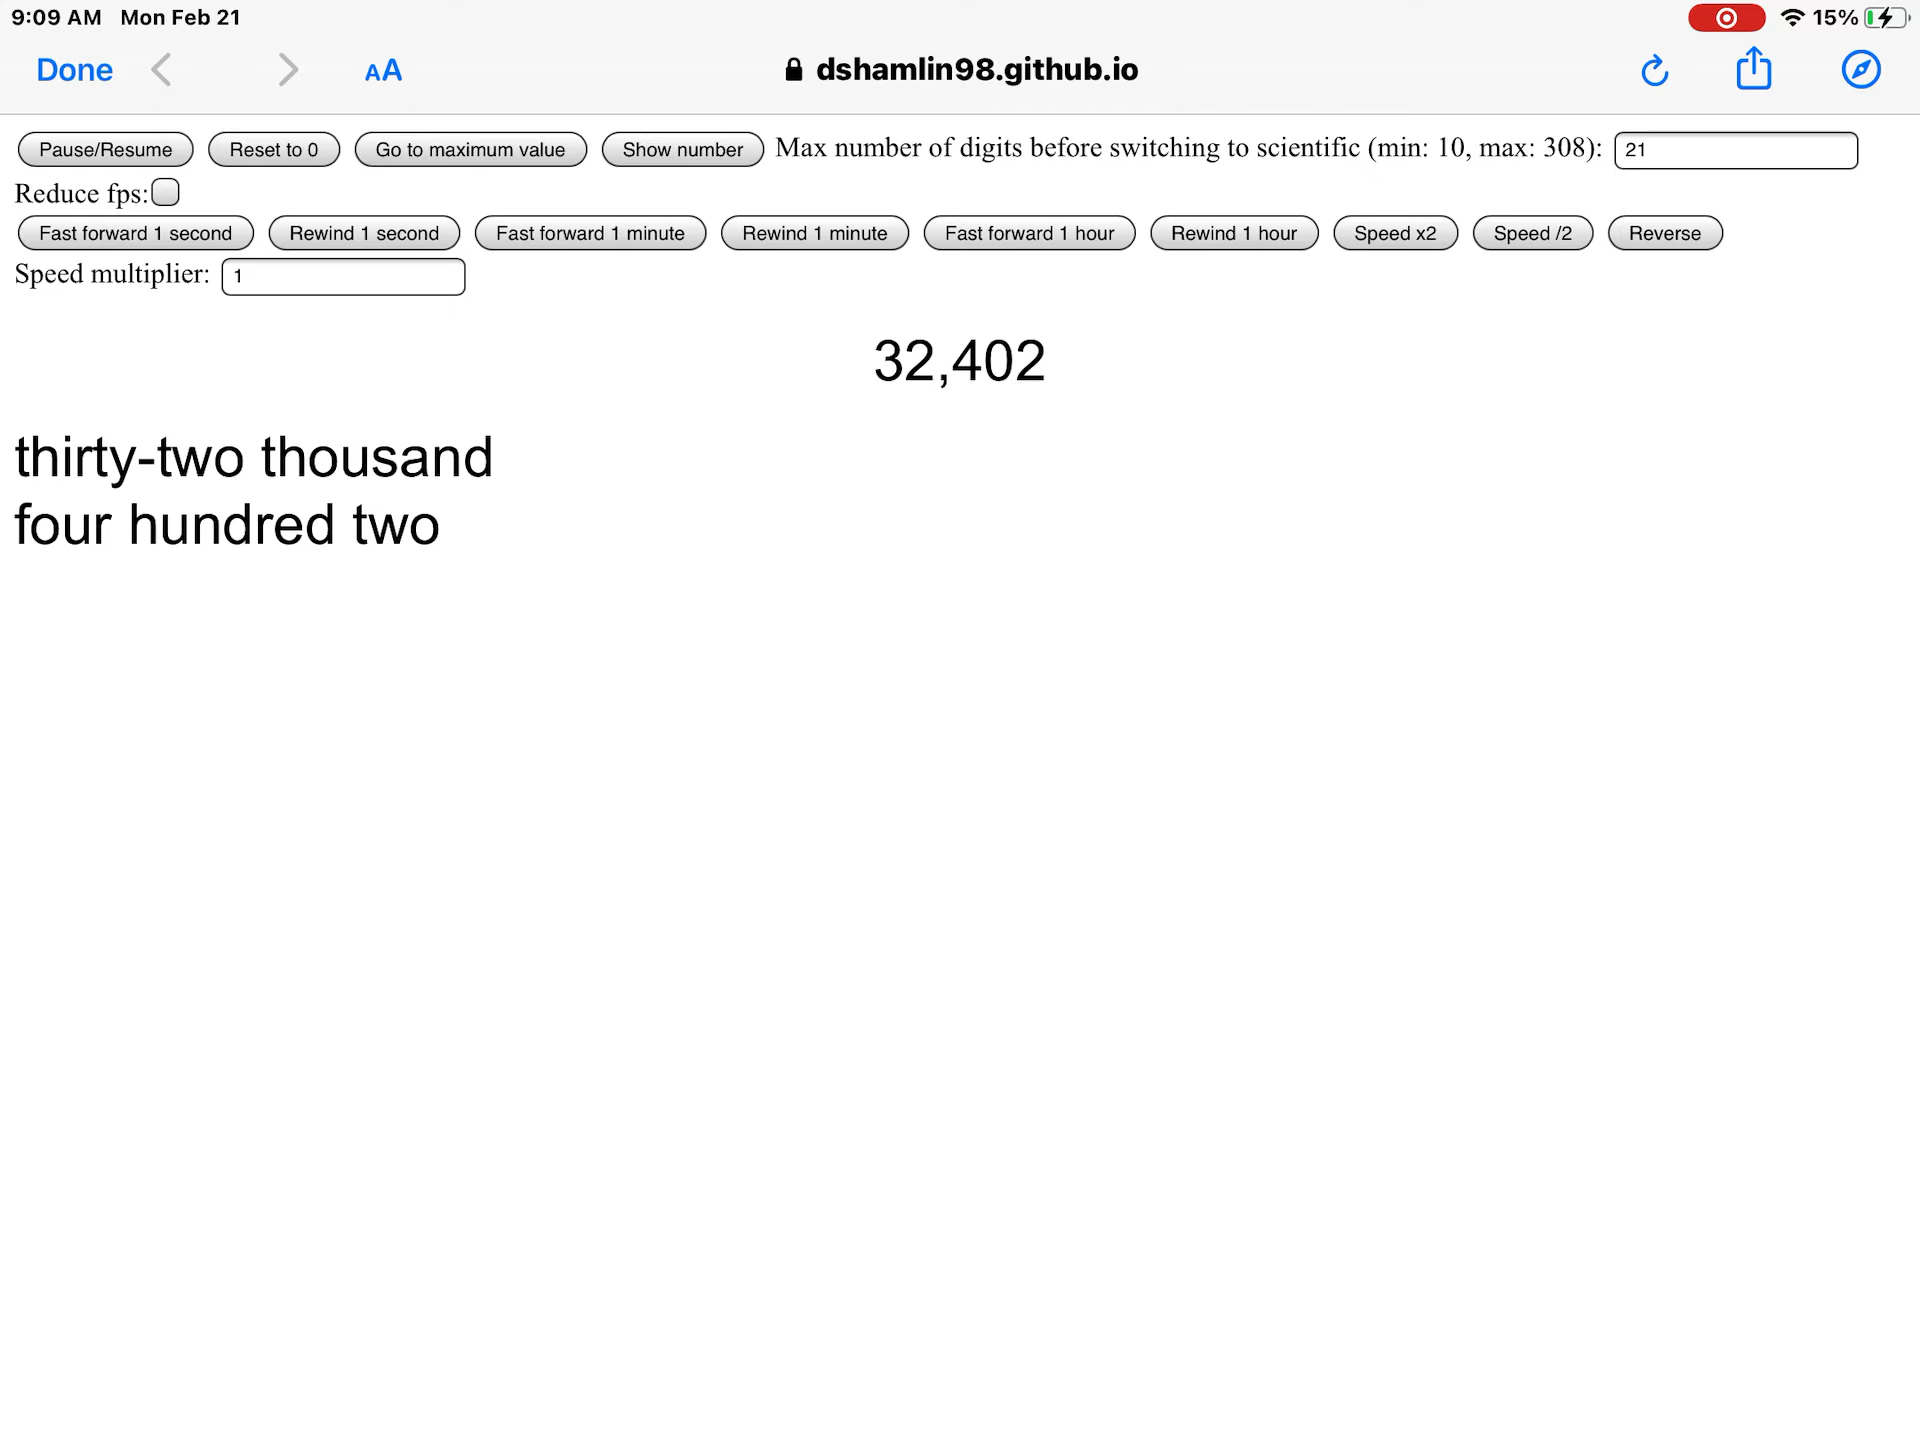 9:09 AM Mon Feb 21 15%
Done AA dshamlin98.github.io
Pause/Resume Reset to 0 Go to maximum value Show number Max number of digits before switching to scientific (min: 10, max: 308): 21
Reduce fps:
Fast forward 1 second Rewind 1 second Fast forward 1 minute Rewind 1 minute Fast forward 1 hour Rewind 1 hour Speed x2 Speed /2 Reverse
Speed multiplier: 1
32,402
thirty-two thousand
four hundred two